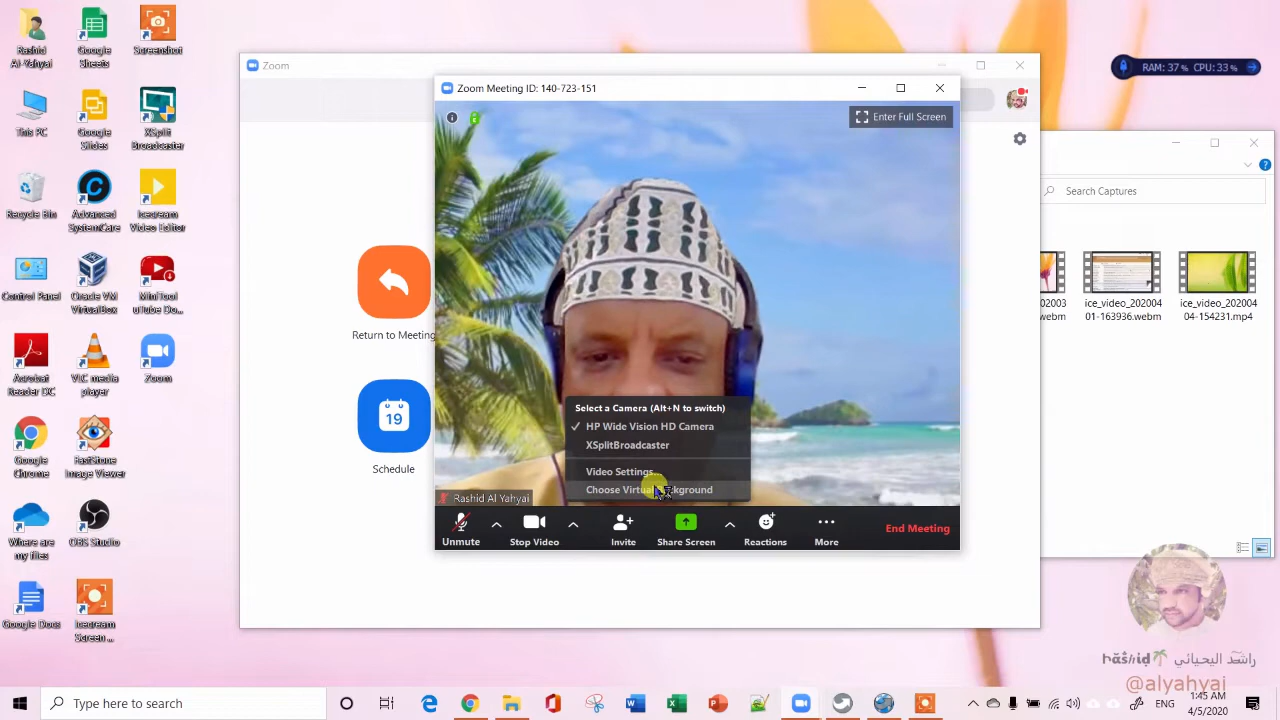 Rashid
Al-Yahyai
Google
Sheets
Screenshot
This PC
Google
Slides
XSplit
Broadcaster
Recycle Bin
Advanced
SystemCare
Icecream
Video Editor
Control Panel
Oracle VM
VirtualBox
MiniTool
uTube Do...
Acrobat
Reader DC
VLC media
player
Zoom
Google
Chrome
FastStone
Image Viewer
Where are
my files
OBS Studio
Google Docs
Icecream
Screen ...
Zoom
Return to Meeting
19
Schedule
Zoom Meeting ID: 140-723-151
Enter Full Screen
Select a Camera (Alt+N to switch)
HP Wide Vision HD Camera
XSplitBroadcaster
Video Settings...
Choose Virtual Background
Rashid Al Yahyai
Unmute
Stop Video
Invite
Share Screen
Reactions
More
End Meeting
RAM: 37 % CPU: 33 %
Search Captures
ice_video_202004
01-163936.webm
ice_video_202004
04-154231.mp4
راشد اليحيائي
@alyahyai
Type here to search
ENG
1:45 AM
4/5/2020